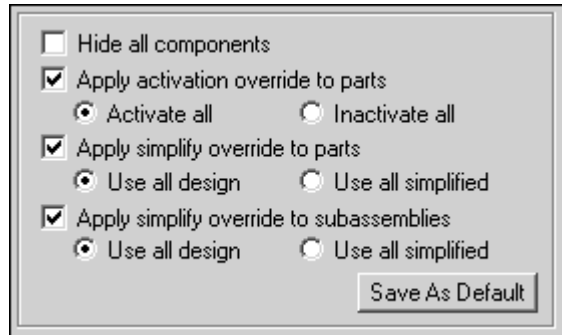 Hide all components
Apply activation override to parts
Activate all Inactivate all
Apply simplify override to parts
Use all design Use all simplified
Apply simplify override to subassemblies
Use all design Use all simplified
Save As Default